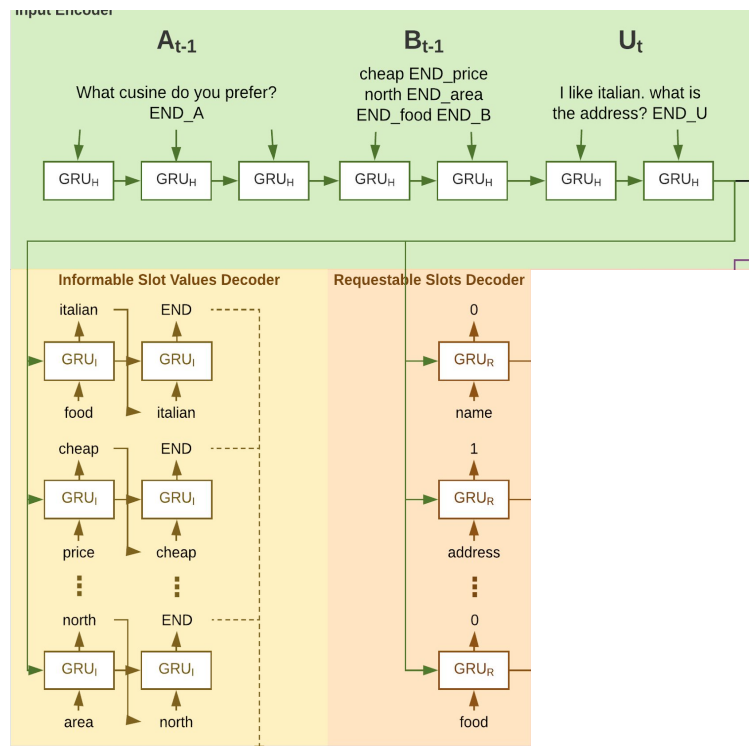 Input Encoder
At-1
Bt-1
Ut
What cusine do you prefer?
END_A
cheap END_price
north END_area
END_food END_B
I like italian. what is
the address? END_U
GRUH GRUH GRUH GRUH GRUH GRUH GRUH
Informable Slot Values Decoder
italian END
GRUI GRUI
food italian
cheap END
GRUI GRUI
price cheap
north END
GRUI GRUI
area north
Requestable Slots Decoder
0
GRUR
name
1
GRUR
address
0
GRUR
food